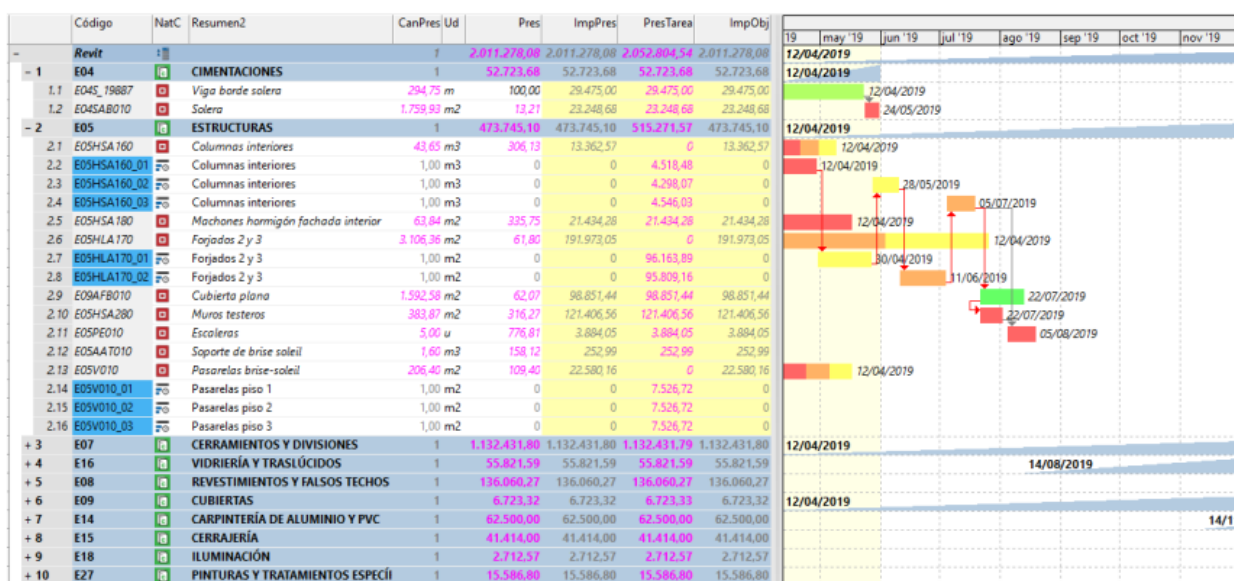 Código NatC Resumen2 CanPres Ud Pres ImpPres PresTarea ImpObj 19 may '19 jun '19 jul '19 ago '19 sep '19 oct '19 nov '19
- Revit 1 2.011.278,08 2.011.278,08 2.052.804,54 2.011.278,08 12/04/2019
- 1 E04 CIMENTACIONES 1 52.723,68 52.723,68 52.723,68 52.723,68 12/04/2019
1.1 E04S_19887 Viga borde solera 294,75 m 100,00 29.475,00 29.475,00 29.475,00 12/04/2019
1.2 E04SAB010 Solera 1.759,93 m2 13,21 23.248,68 23.248,68 23.248,68 24/05/2019
- 2 E05 ESTRUCTURAS 1 473.745,10 473.745,10 515.271,57 473.745,10 12/04/2019
2.1 E05HSA160 Columnas interiores 43,65 m3 306,13 13.362,57 0 13.362,57 12/04/2019
2.2 E05HSA160_01 Columnas interiores 1,00 m3 0 0 4.518,48 0 12/04/2019
2.3 E05HSA160_02 Columnas interiores 1,00 m3 0 0 4.298,07 0 28/05/2019
2.4 E05HSA160_03 Columnas interiores 1,00 m3 0 0 4.546,03 0 05/07/2019
2.5 E05HSA180 Machones hormigón fachada interior 63,84 m2 335,75 21.434,28 21.434,28 21.434,28 12/04/2019
2.6 E05HLA170 Forjados 2 y 3 3.106,36 m2 61,80 191.973,05 0 191.973,05 12/04/2019
2.7 E05HLA170_01 Forjados 2 y 3 1,00 m2 0 0 96.163,89 0 30/04/2019
2.8 E05HLA170_02 Forjados 2 y 3 1,00 m2 0 0 95.809,16 0 11/06/2019
2.9 E09AFB010 Cubierta plana 1.592,58 m2 62,07 98.851,44 98.851,44 98.851,44 22/07/2019
2.10 E05HSA280 Muros testeros 383,87 m2 316,27 121.406,56 121.406,56 121.406,56 22/07/2019
2.11 E05PE010 Escaleras 5,00 u 776,81 3.884,05 3.884,05 3.884,05 05/08/2019
2.12 E05AAT010 Soporte de brise soleil 1,60 m3 158,12 252,99 252,99 252,99
2.13 E05V010 Pasarelas brise-soleil 206,40 m2 109,40 22.580,16 0 22.580,16 12/04/2019
2.14 E05V010_01 Pasarelas piso 1 1,00 m2 0 0 7.526,72 0
2.15 E05V010_02 Pasarelas piso 2 1,00 m2 0 0 7.526,72 0
2.16 E05V010_03 Pasarelas piso 3 1,00 m2 0 0 7.526,72 0
+ 3 E07 CERRAMIENTOS Y DIVISIONES 1 1.132.431,80 1.132.431,80 1.132.431,79 1.132.431,80 12/04/2019
+ 4 E16 VIDRIERÍA Y TRASLÚCIDOS 1 55.821,59 55.821,59 55.821,59 55.821,59 14/08/2019
+ 5 E08 REVESTIMIENTOS Y FALSOS TECHOS 1 136.060,27 136.060,27 136.060,27 136.060,27
+ 6 E09 CUBIERTAS 1 6.723,32 6.723,32 6.723,33 6.723,32 12/04/2019
+ 7 E14 CARPINTERÍA DE ALUMINIO Y PVC 1 62.500,00 62.500,00 62.500,00 62.500,00 14/1
+ 8 E15 CERRAJERÍA 1 41.414,00 41.414,00 41.414,00 41.414,00
+ 9 E18 ILUMINACIÓN 1 2.712,57 2.712,57 2.712,57 2.712,57
+ 10 E27 PINTURAS Y TRATAMIENTOS ESPECÍ 1 15.586,80 15.586,80 15.586,80 15.586,80